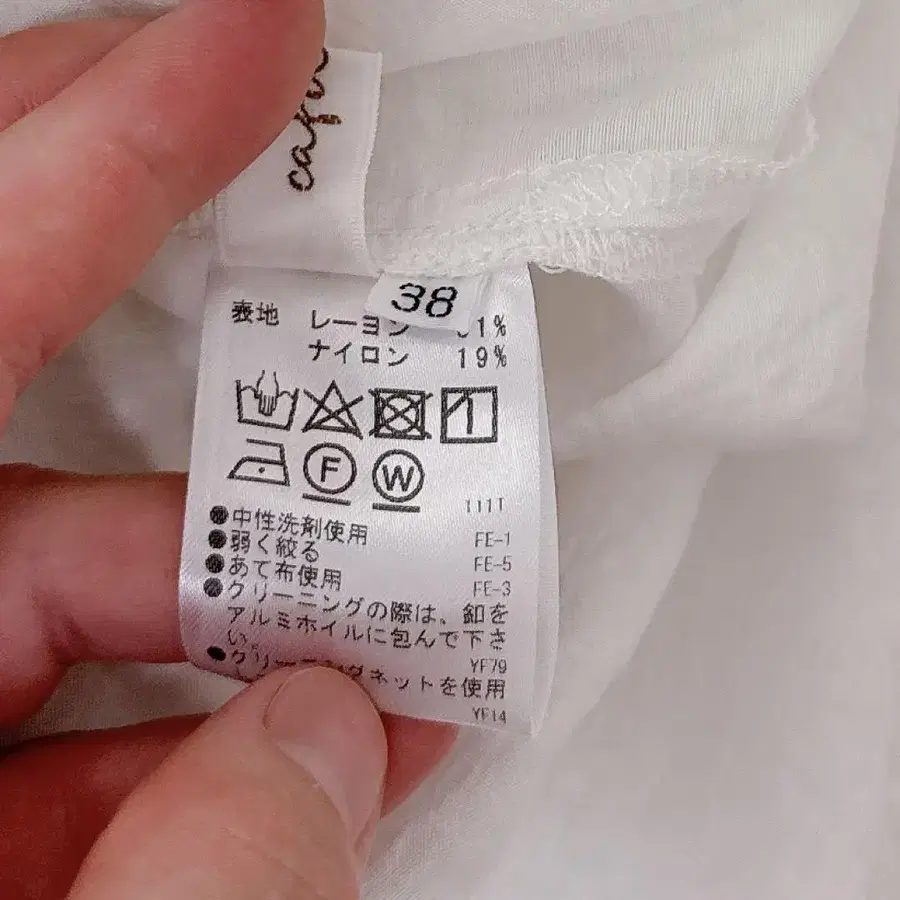 38
表地 レーヨン 1%
ナイロン 19%
F W
111T
●中性洗剤使用 FE-1
●弱く絞る FE-5
●あて布使用 FE-3
●クリーニングの際は、釦を
アルミホイルに包んで下さ
い。 YF79
ネットを使用
YF14